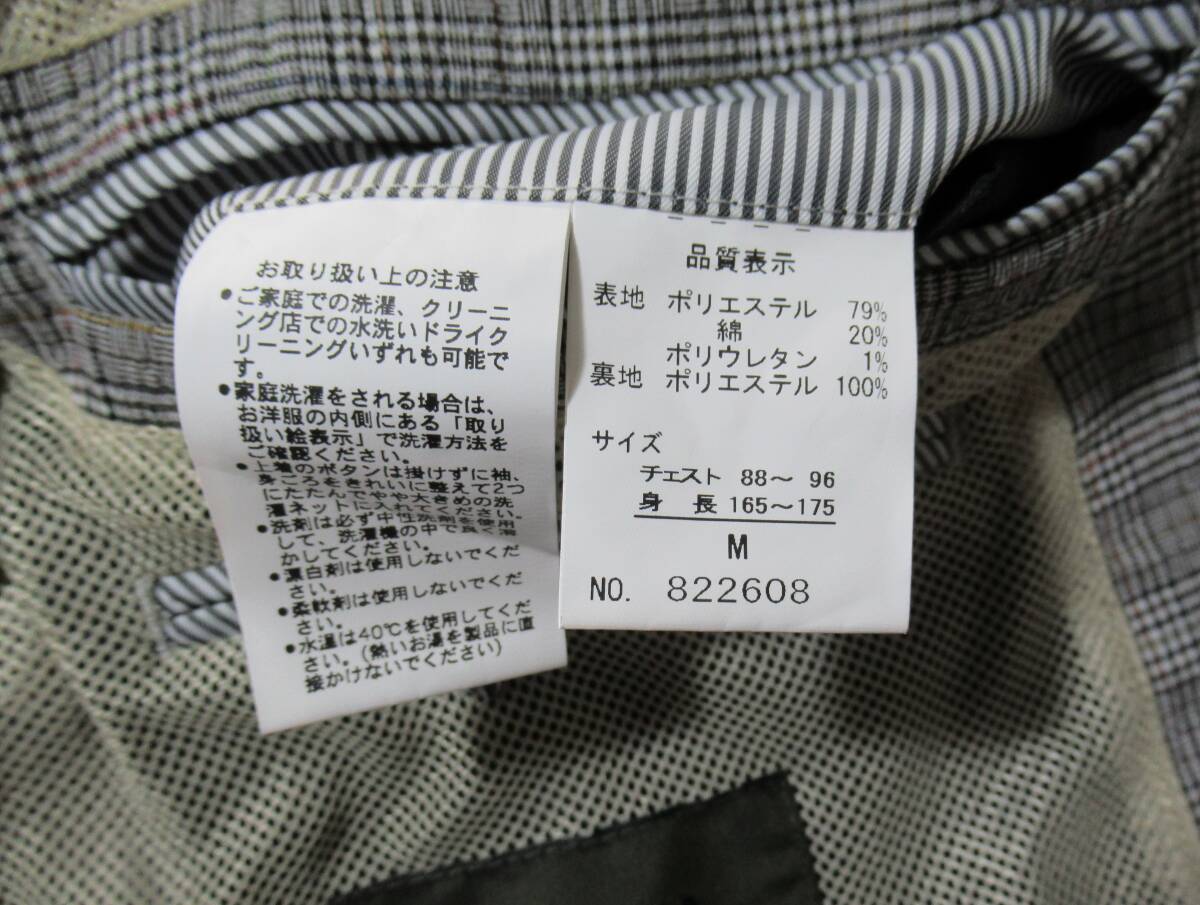 お取り扱い上の注意
●ご家庭での洗濯、クリーニ
ング店での水洗いドライク
リーニングいずれも可能で
す。
●家庭洗濯をされる場合は、
お洋服の内側にある「取り
扱い絵表示」で洗濯方法を
ご確認ください。
●上着のボタンは掛けずに袖、
身ごろをきれいに整えて2つ
にたたんでやや大きめの洗
濯ネットに入れてください。
●洗剤は必ず中性洗剤を使用
して、洗濯機の中で良く溶
かしてください。
●漂白剤は使用しないでくだ
さい。
●柔軟剤は使用しないでくだ
さい。
●水温は40℃を使用してくだ
さい。(熱いお湯を製品に直
接かけないでください)
品質表示
表地 ポリエステル 79%
綿 20%
ポリウレタン 1%
裏地 ポリエステル 100%
サイズ
チェスト 88～ 96
身 長 165～175
M
NO. 822608